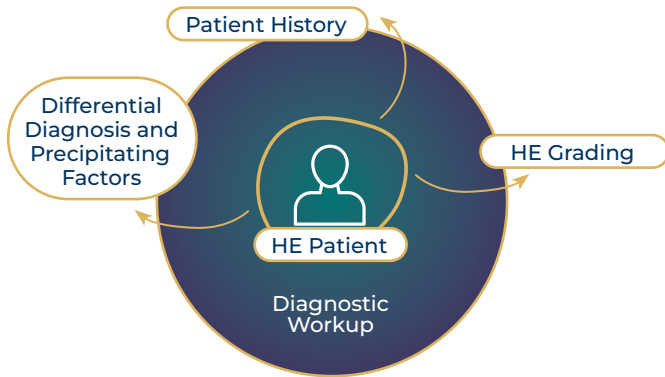 Patient History
Differential
Diagnosis and
Precipitating
Factors
HE Grading
HE Patient
Diagnostic
Workup